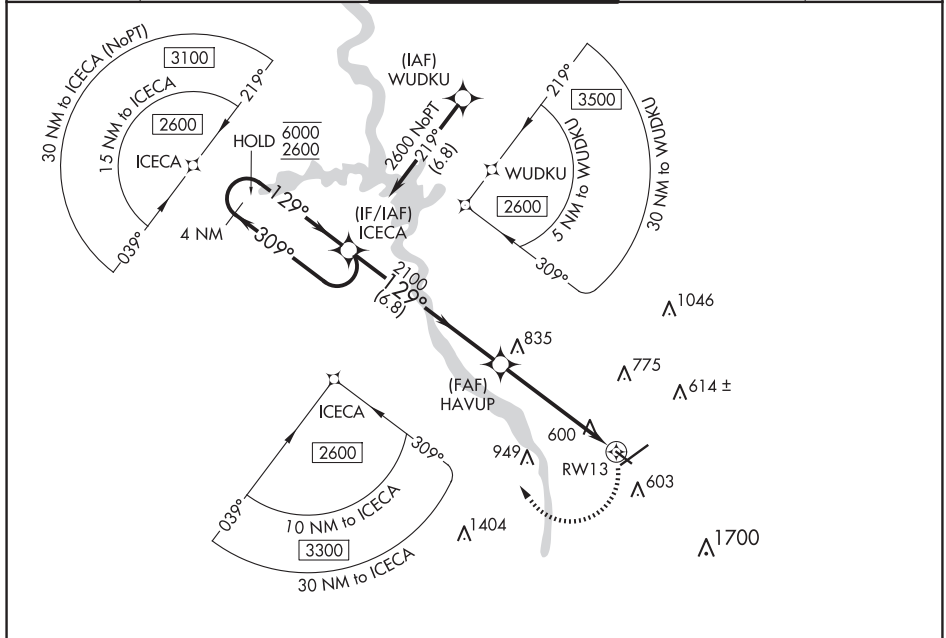 30 NM to ICECA (NoPT)
3100
15 NM to ICECA
219°
2600
ICECA
039°
HOLD
6000
2600
4 NM
129°
309°
(IF/IAF)
ICECA
(IAF)
WUDKU
2600 NoPT
219°
(6.8)
219°
3500
5 NM to WUDKU
30 NM to WUDKU
WUDKU
2600
309°
2100
129°
(6.8)
(FAF)
HAVUP
835
1046
775
614 ±
600
RW13
949
603
1404
1700
ICECA
2600
309°
039°
10 NM to ICECA
3300
30 NM to ICECA